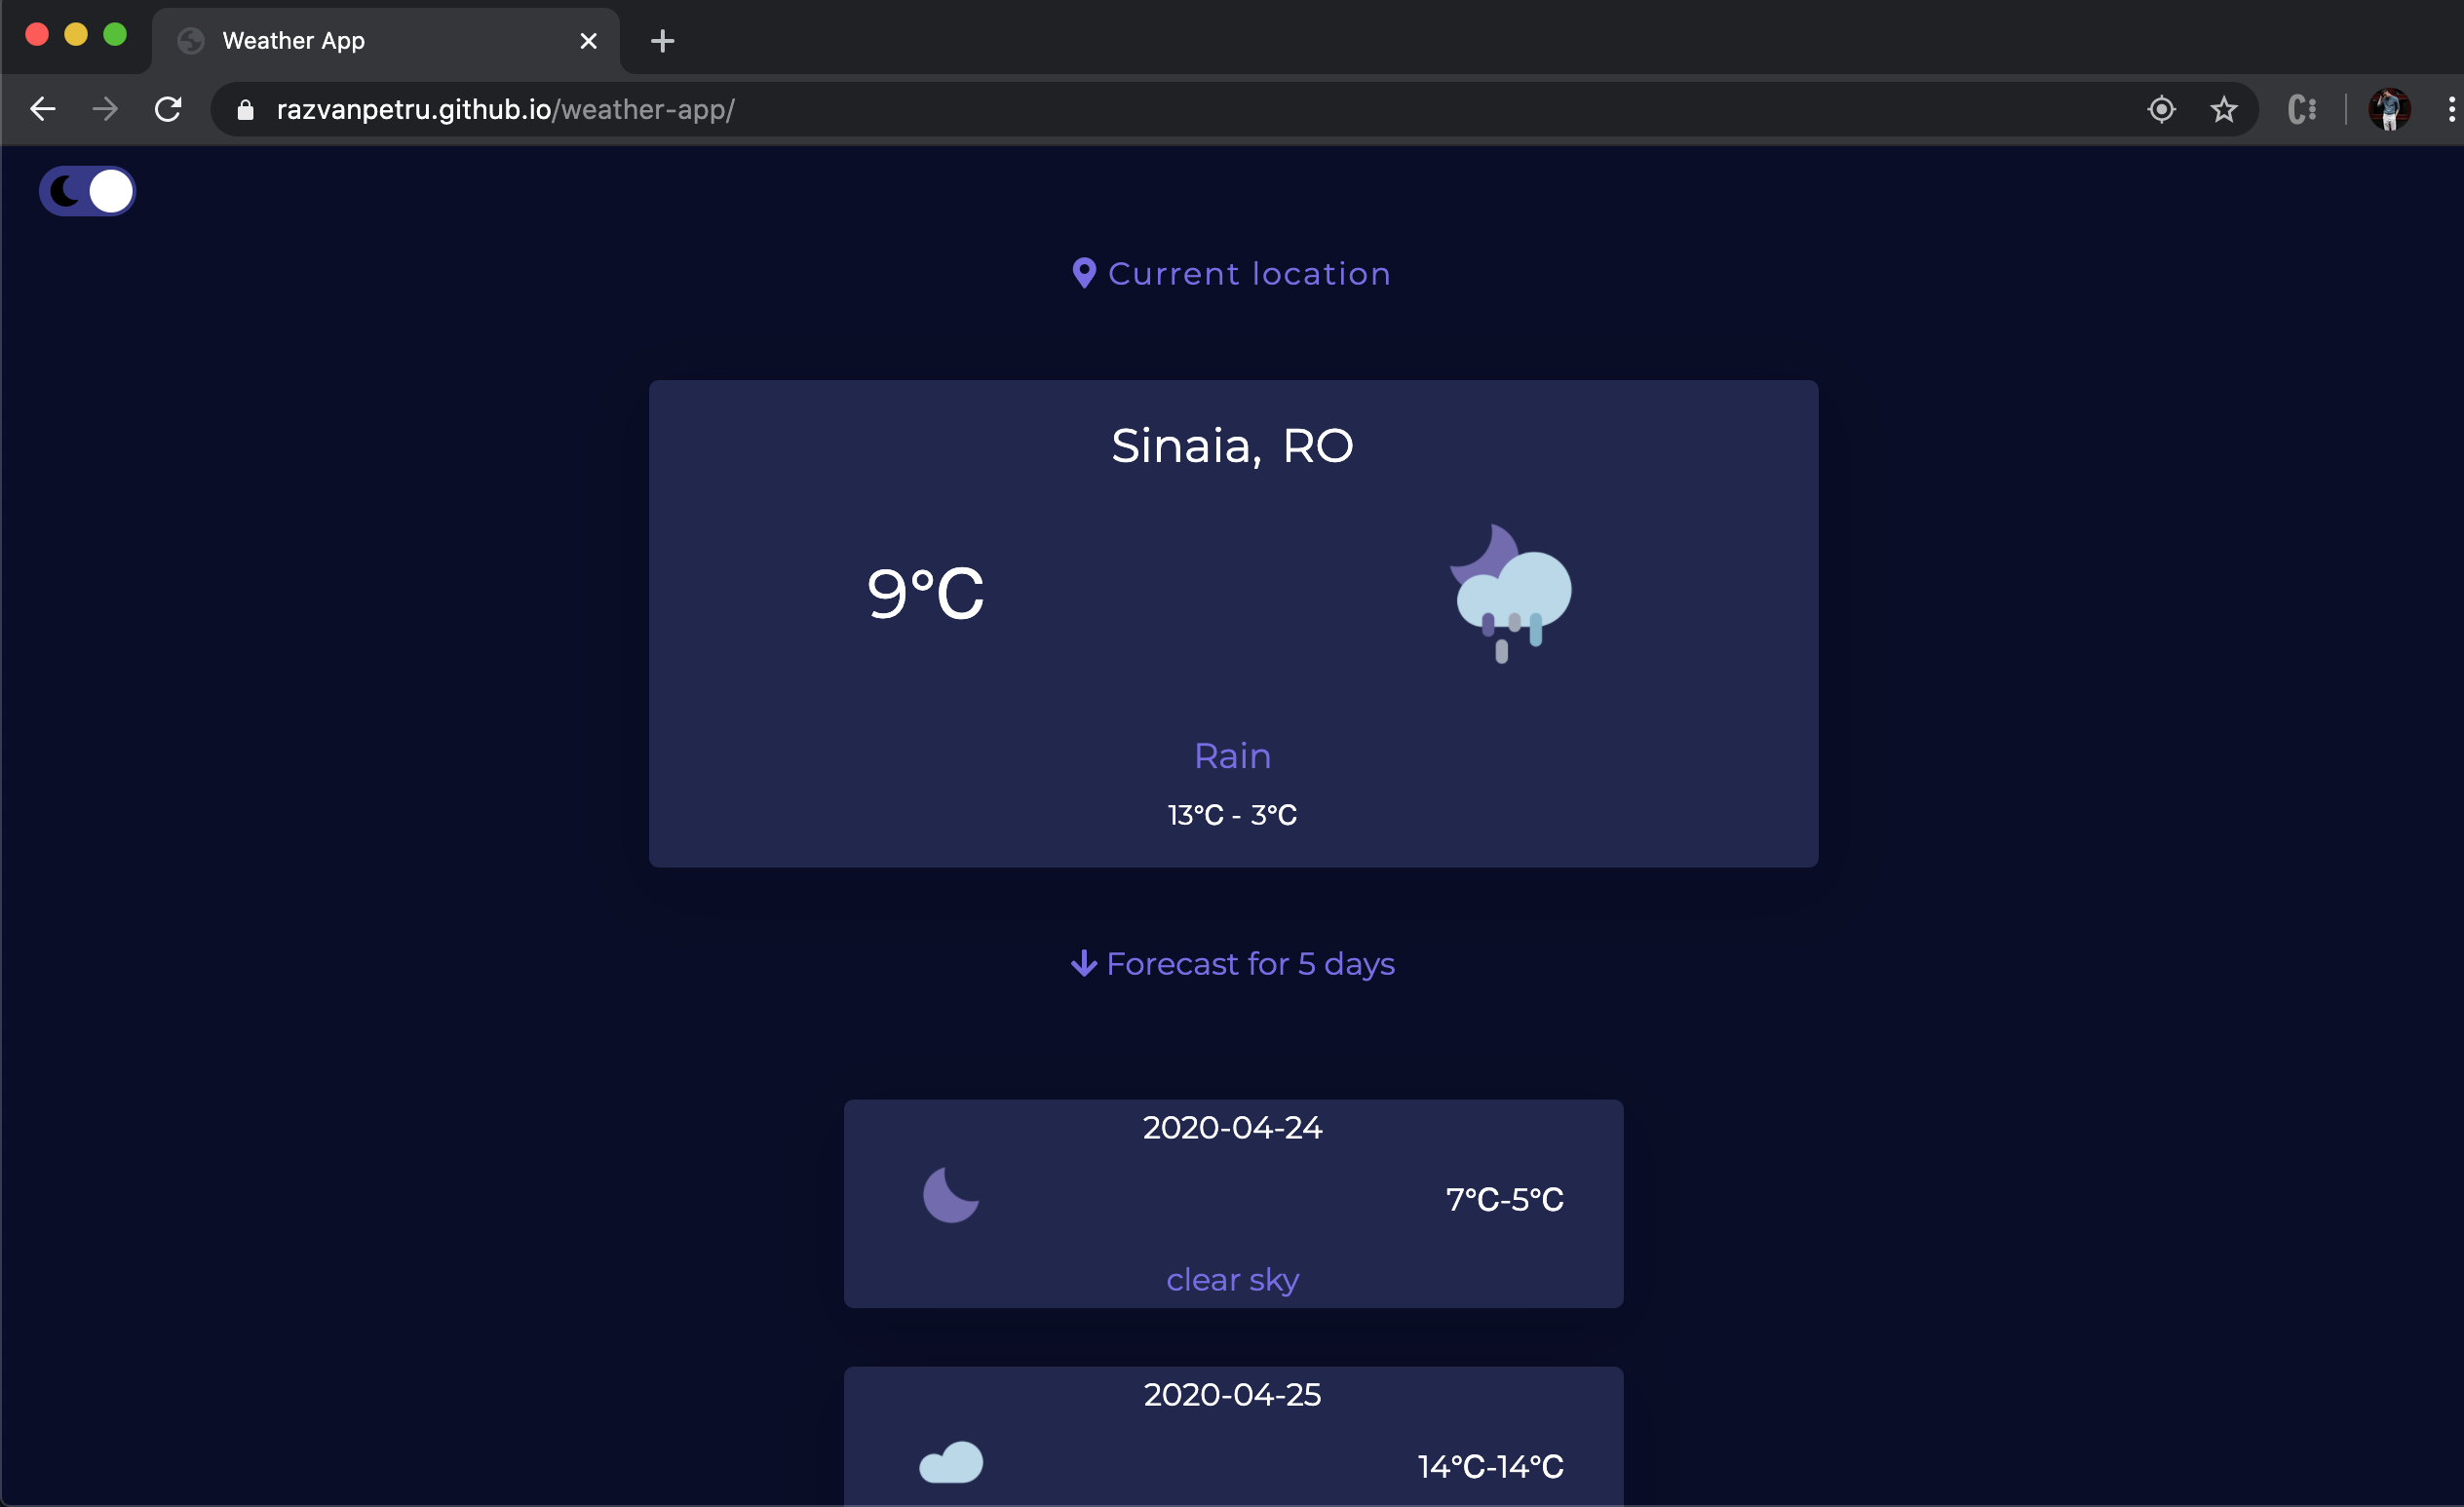 Weather App
razvanpetru.github.io/weather-app/
Current location
Sinaia, RO
9°C
Rain
13°C - 3°C
Forecast for 5 days
2020-04-24
7°C-5°C
clear sky
2020-04-25
14°C-14°C